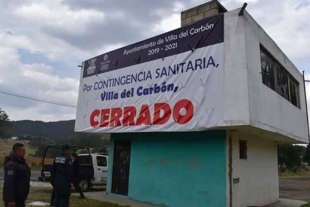 Ayuntamiento de Villa del Carbón
2019 - 2021
Por CONTINGENCIA SANITARIA,
Villa del Carbón,
CERRADO